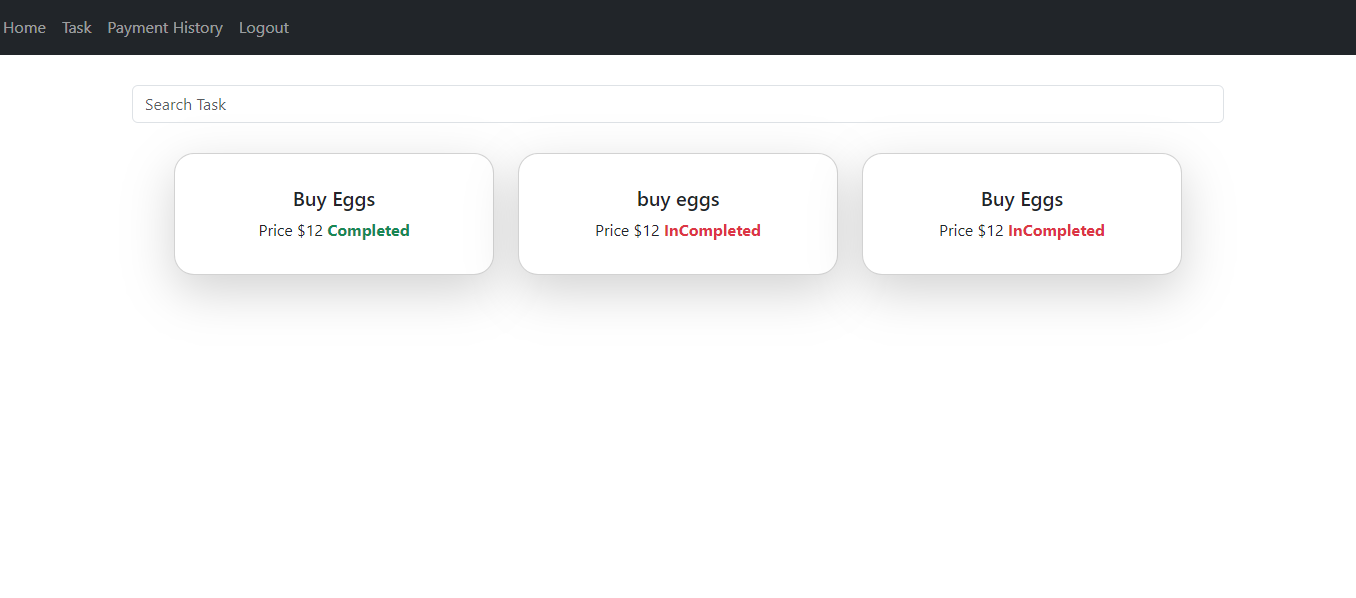 Home Task Payment History Logout
Search Task
Buy Eggs
Price $12 Completed
buy eggs
Price $12 InCompleted
Buy Eggs
Price $12 InCompleted